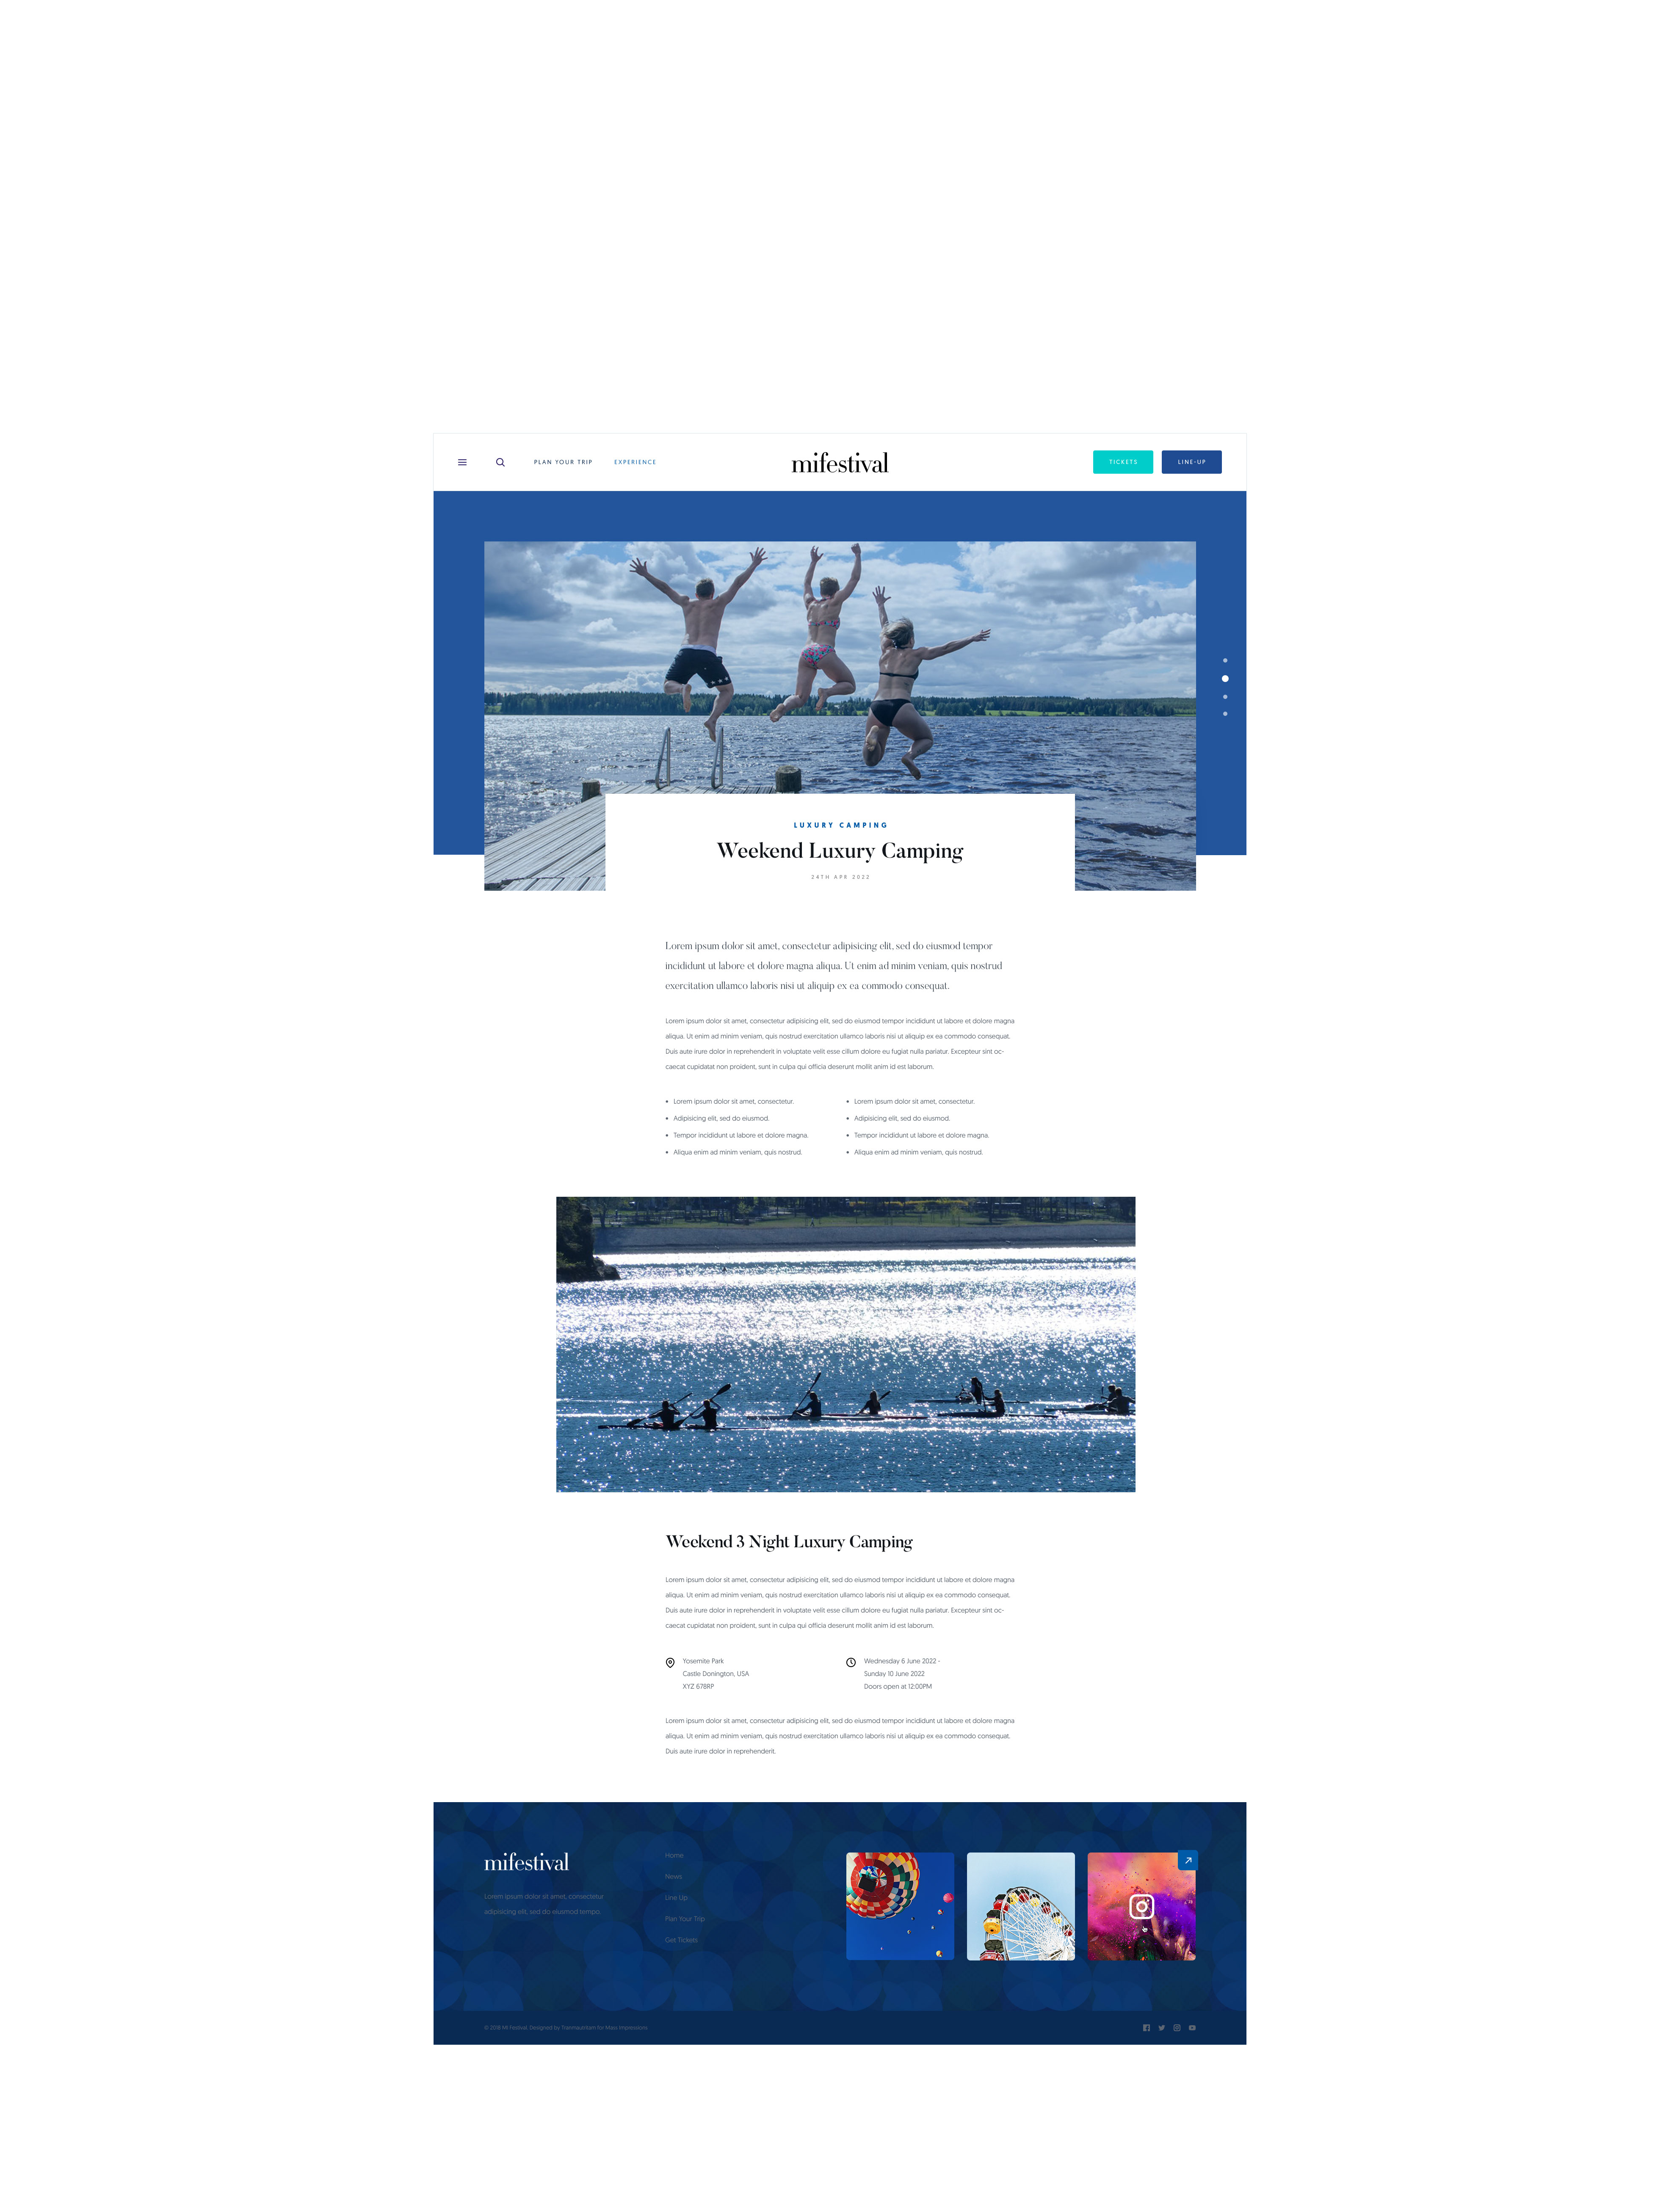 PLAN YOUR TRIP
EXPERIENCE
mifestival
TICKETS
LINE-UP
LUXURY CAMPING
Weekend Luxury Camping
24TH APR 2022
Lorem ipsum dolor sit amet, consectetur adipisicing elit, sed do eiusmod tempor
incididunt ut labore et dolore magna aliqua. Ut enim ad minim veniam, quis nostrud
exercitation ullamco laboris nisi ut aliquip ex ea commodo consequat.
Lorem ipsum dolor sit amet, consectetur adipisicing elit, sed do eiusmod tempor incididunt ut labore et dolore magna
aliqua. Ut enim ad minim veniam, quis nostrud exercitation ullamco laboris nisi ut aliquip ex ea commodo consequat.
Duis aute irure dolor in reprehenderit in voluptate velit esse cillum dolore eu fugiat nulla pariatur. Excepteur sint oc-
caecat cupidatat non proident, sunt in culpa qui officia deserunt mollit anim id est laborum.
• Lorem ipsum dolor sit amet, consectetur.
• Adipisicing elit, sed do eiusmod.
• Tempor incididunt ut labore et dolore magna.
• Aliqua enim ad minim veniam, quis nostrud.
• Lorem ipsum dolor sit amet, consectetur.
• Adipisicing elit, sed do eiusmod.
• Tempor incididunt ut labore et dolore magna.
• Aliqua enim ad minim veniam, quis nostrud.
Weekend 3 Night Luxury Camping
Lorem ipsum dolor sit amet, consectetur adipisicing elit, sed do eiusmod tempor incididunt ut labore et dolore magna
aliqua. Ut enim ad minim veniam, quis nostrud exercitation ullamco laboris nisi ut aliquip ex ea commodo consequat.
Duis aute irure dolor in reprehenderit in voluptate velit esse cillum dolore eu fugiat nulla pariatur. Excepteur sint oc-
caecat cupidatat non proident, sunt in culpa qui officia deserunt mollit anim id est laborum.
Yosemite Park
Castle Donington, USA
XYZ 678RP
Wednesday 6 June 2022 -
Sunday 10 June 2022
Doors open at 12:00PM
Lorem ipsum dolor sit amet, consectetur adipisicing elit, sed do eiusmod tempor incididunt ut labore et dolore magna
aliqua. Ut enim ad minim veniam, quis nostrud exercitation ullamco laboris nisi ut aliquip ex ea commodo consequat.
Duis aute irure dolor in reprehenderit.
mifestival
Lorem ipsum dolor sit amet, consectetur
adipisicing elit, sed do eiusmod tempo.
Home
News
Line Up
Plan Your Trip
Get Tickets
© 2018 Mi Festival. Designed by for Mass Impressions